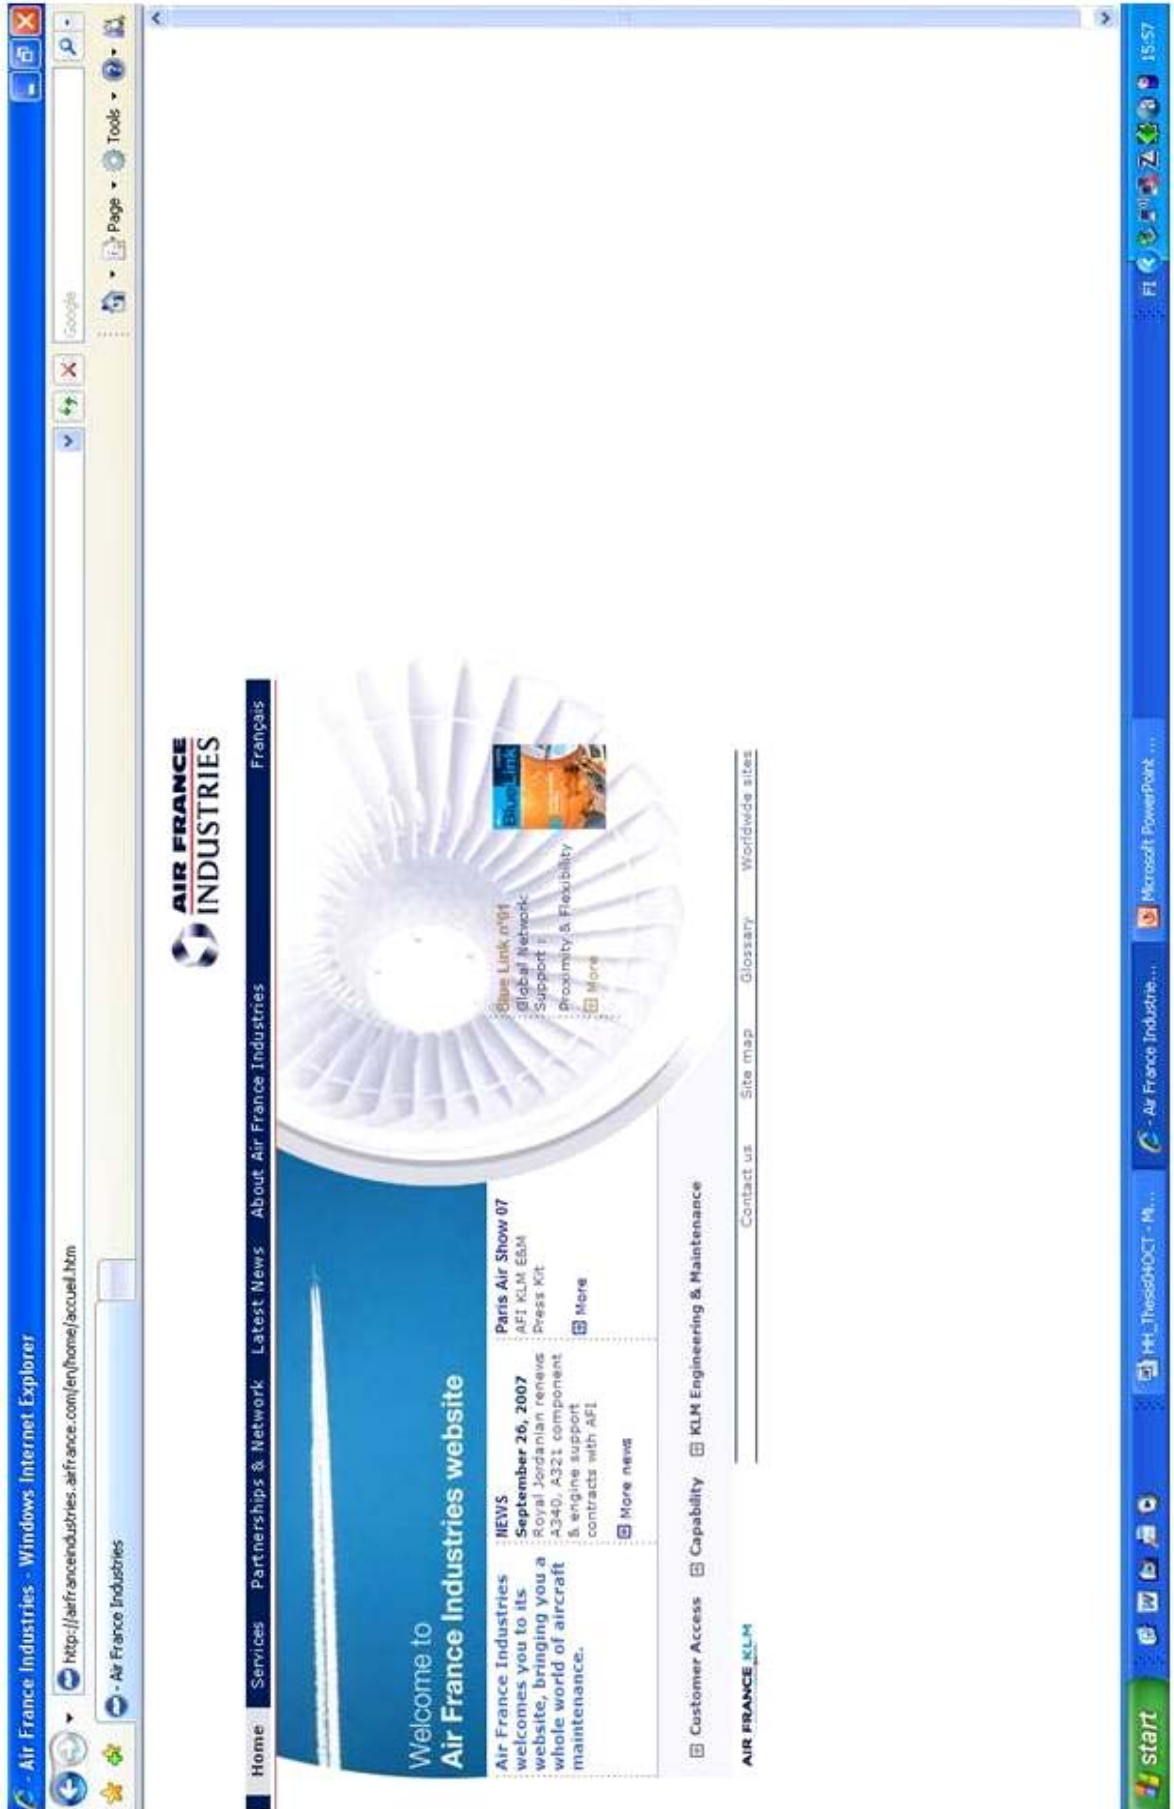 - Air France Industries - Windows Internet Explorer
http://airfranceindustries.airfrance.com/en/home/accueil.htm
Google
- Air France Industries
Page
Tools
AIR FRANCE
INDUSTRIES
Home Services Partnerships & Network Latest News About Air France Industries Français
Welcome to
Air France Industries website
Air France Industries
welcomes you to its
website, bringing you a
whole world of aircraft
maintenance.
NEWS
September 26, 2007
Royal Jordanian renews
A340, A321 component
& engine support
contracts with AFI
More news
Paris Air Show 07
AFI KLM E&M
Press Kit
More
Blue Link n°01
Global Network
Support :
Proximity & Flexibility
More
BlueLink
Customer Access Capability KLM Engineering & Maintenance
AIR FRANCE KLM
Contact us Site map Glossary Worldwide sites
start
HH_Thesis04OCT - Mi...
- Air France Industrie...
Microsoft PowerPoint ...
FI
15:57